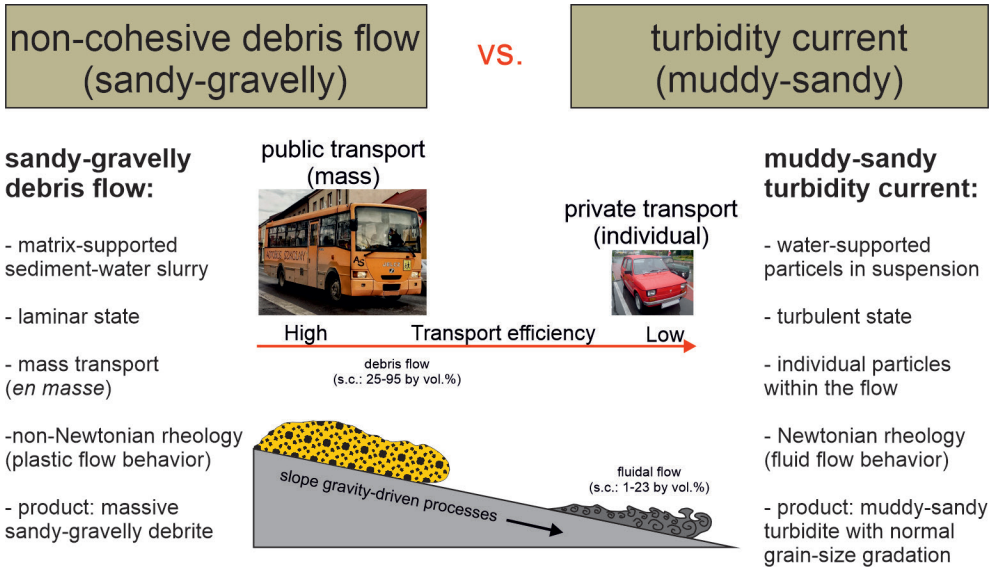 non-cohesive debris flow
(sandy-gravelly)
vs.
turbidity current
(muddy-sandy)
sandy-gravelly
debris flow:
- matrix-supported
sediment-water slurry
- laminar state
- mass transport
(en masse)
-non-Newtonian rheology
(plastic flow behavior)
- product: massive
sandy-gravelly debrite
public transport
(mass)
AS
private transport
(individual)
High
Transport efficiency
Low
debris flow
(s.c.: 25-95 by vol.%)
slope gravity-driven processes
fluidal flow
(s.c.: 1-23 by vol.%)
muddy-sandy
turbidity current:
- water-supported
particels in suspension
- turbulent state
- individual particles
within the flow
- Newtonian rheology
(fluid flow behavior)
- product: muddy-sandy
turbidite with normal
grain-size gradation